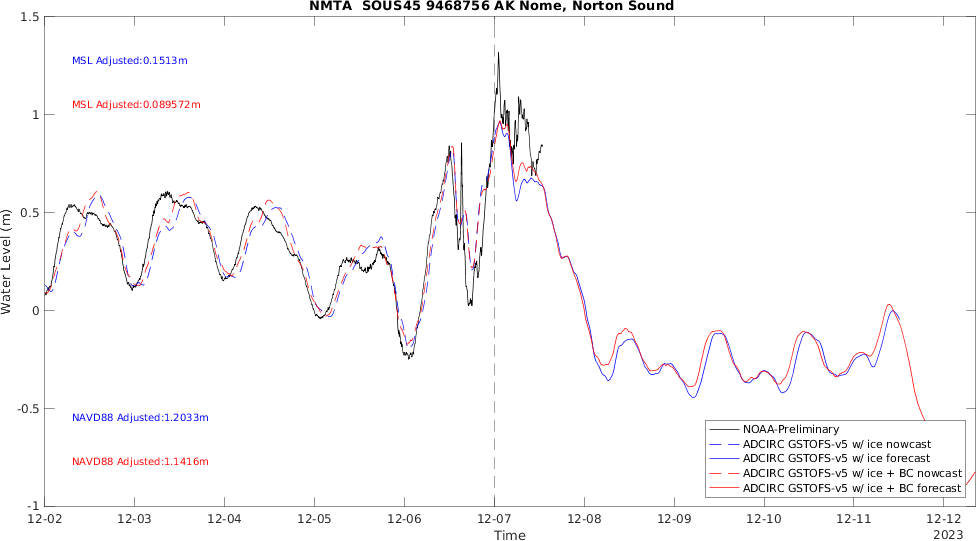 NMTA SOUS45 9468756 AK Nome, Norton Sound
1.5
1
0.5
0
-0.5
-1
Water Level (m)
MSL Adjusted:0.1513m
MSL Adjusted:0.089572m
NAVD88 Adjusted:1.2033m
NAVD88 Adjusted:1.1416m
NOAA-Preliminary
ADCIRC GSTOFS-v5 w/ ice nowcast
ADCIRC GSTOFS-v5 w/ ice forecast
ADCIRC GSTOFS-v5 w/ ice + BC nowcast
ADCIRC GSTOFS-v5 w/ ice + BC forecast
12-02 12-03 12-04 12-05 12-06 12-07 12-08 12-09 12-10 12-11 12-12
Time
2023